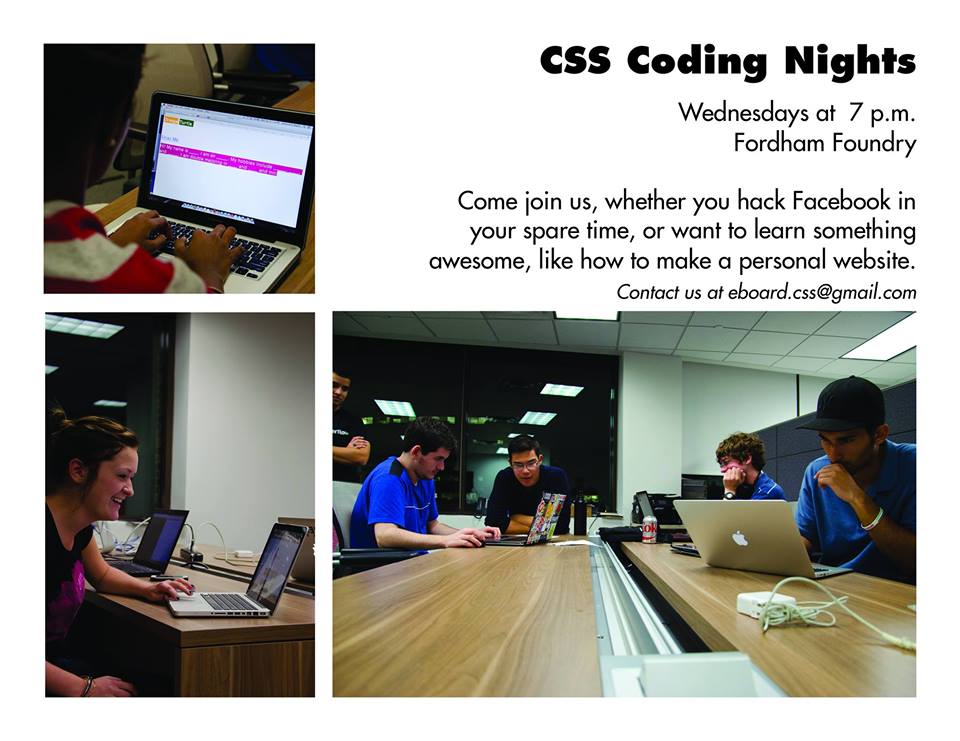 CSS Coding Nights
Wednesdays at 7 p.m.
Fordham Foundry
Come join us, whether you hack Facebook in
your spare time, or want to learn something
awesome, like how to make a personal website.
Contact us at eboard.css@gmail.com